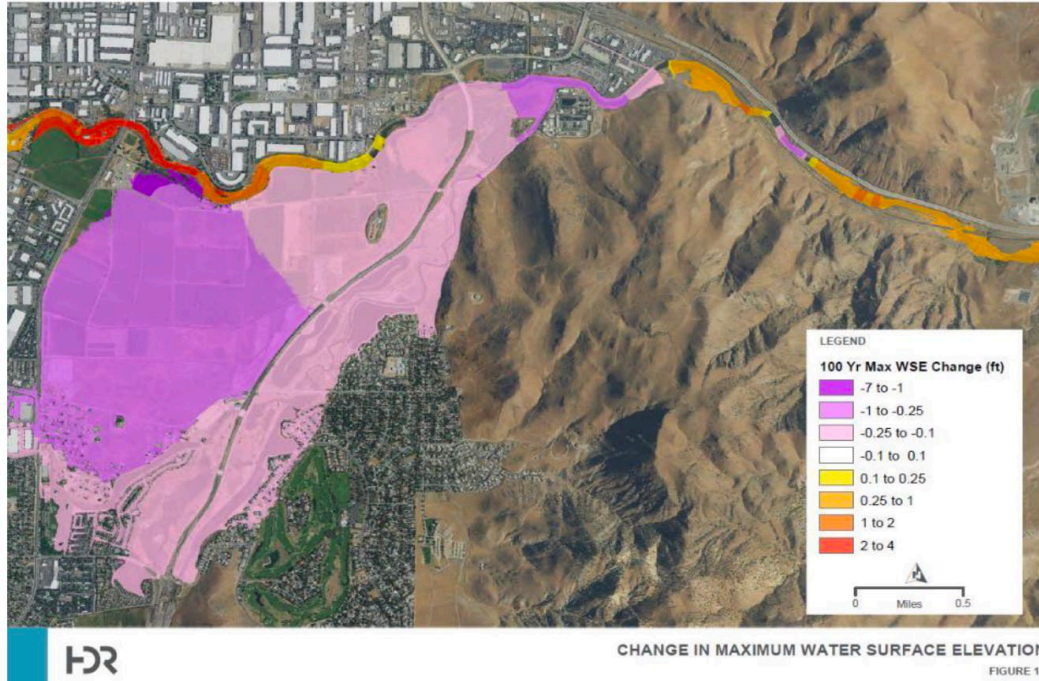 LEGEND
100 Yr Max WSE Change (ft)
-7 to -1
-1 to -0.25
-0.25 to -0.1
-0.1 to 0.1
0.1 to 0.25
0.25 to 1
1 to 2
2 to 4
N
0 Miles 0.5
HDR
CHANGE IN MAXIMUM WATER SURFACE ELEVATION
FIGURE 1